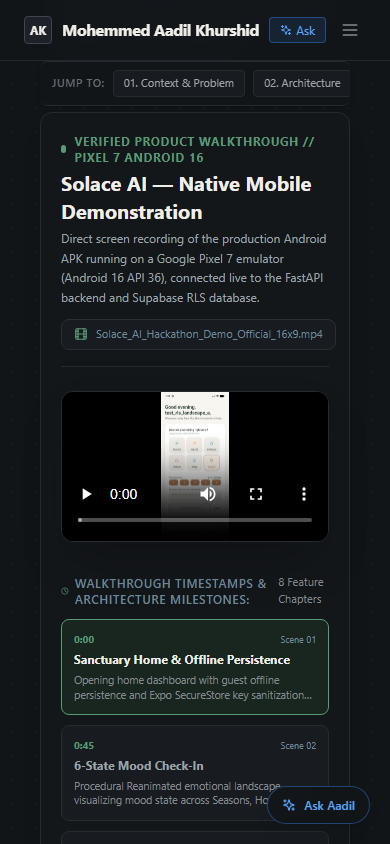 AK
Mohemmed Aadil Khurshid
Ask
JUMP TO:
01. Context & Problem
02. Architecture
VERIFIED PRODUCT WALKTHROUGH //
PIXEL 7 ANDROID 16
Solace AI — Native Mobile
Demonstration
Direct screen recording of the production Android
APK running on a Google Pixel 7 emulator
(Android 16 API 36), connected live to the FastAPI
backend and Supabase RLS database.
Solace_AI_Hackathon_Demo_Official_16x9.mp4
Good evening,
0:00
WALKTHROUGH TIMESTAMPS &
ARCHITECTURE MILESTONES:
8 Feature
Chapters
0:00
Scene 01
Sanctuary Home & Offline Persistence
Opening home dashboard with guest offline
persistence and Expo SecureStore key sanitization...
0:45
Scene 02
6-State Mood Check-In
Procedural Reanimated emotional landscape
visualizing mood state across Seasons,
Ask Aadil